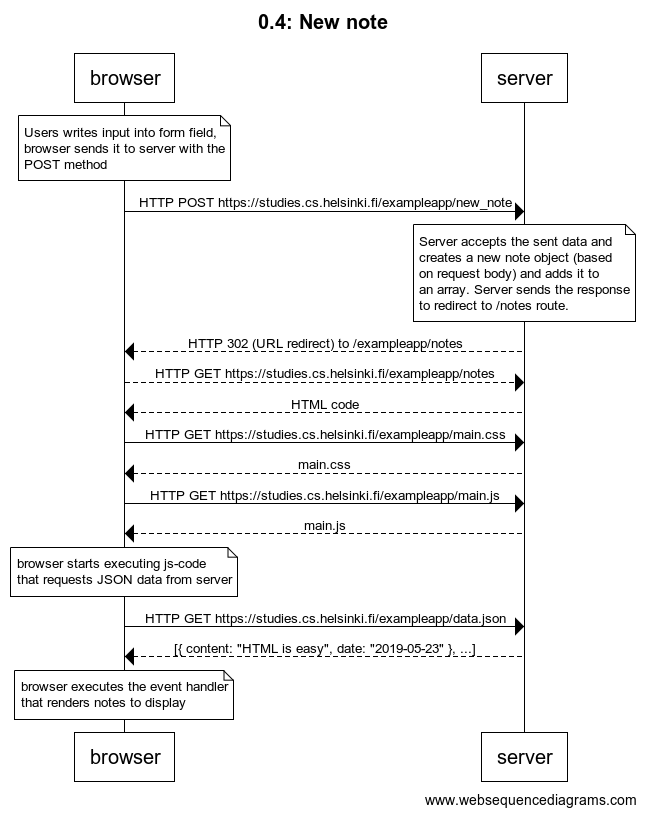 0.4: New note
browser
server
Users writes input into form field,
browser sends it to server with the
POST method
HTTP POST https://studies.cs.helsinki.fi/exampleapp/new_note
Server accepts the sent data and
creates a new note object (based
on request body) and adds it to
an array. Server sends the response
to redirect to /notes route.
HTTP 302 (URL redirect) to /exampleapp/notes
HTTP GET https://studies.cs.helsinki.fi/exampleapp/notes
HTML code
HTTP GET https://studies.cs.helsinki.fi/exampleapp/main.css
main.css
HTTP GET https://studies.cs.helsinki.fi/exampleapp/main.js
main.js
browser starts executing js-code
that requests JSON data from server
HTTP GET https://studies.cs.helsinki.fi/exampleapp/data.json
[{ content: "HTML is easy", date: "2019-05-23" }, ...]
browser executes the event handler
that renders notes to display
browser
server
www.websequencediagrams.com